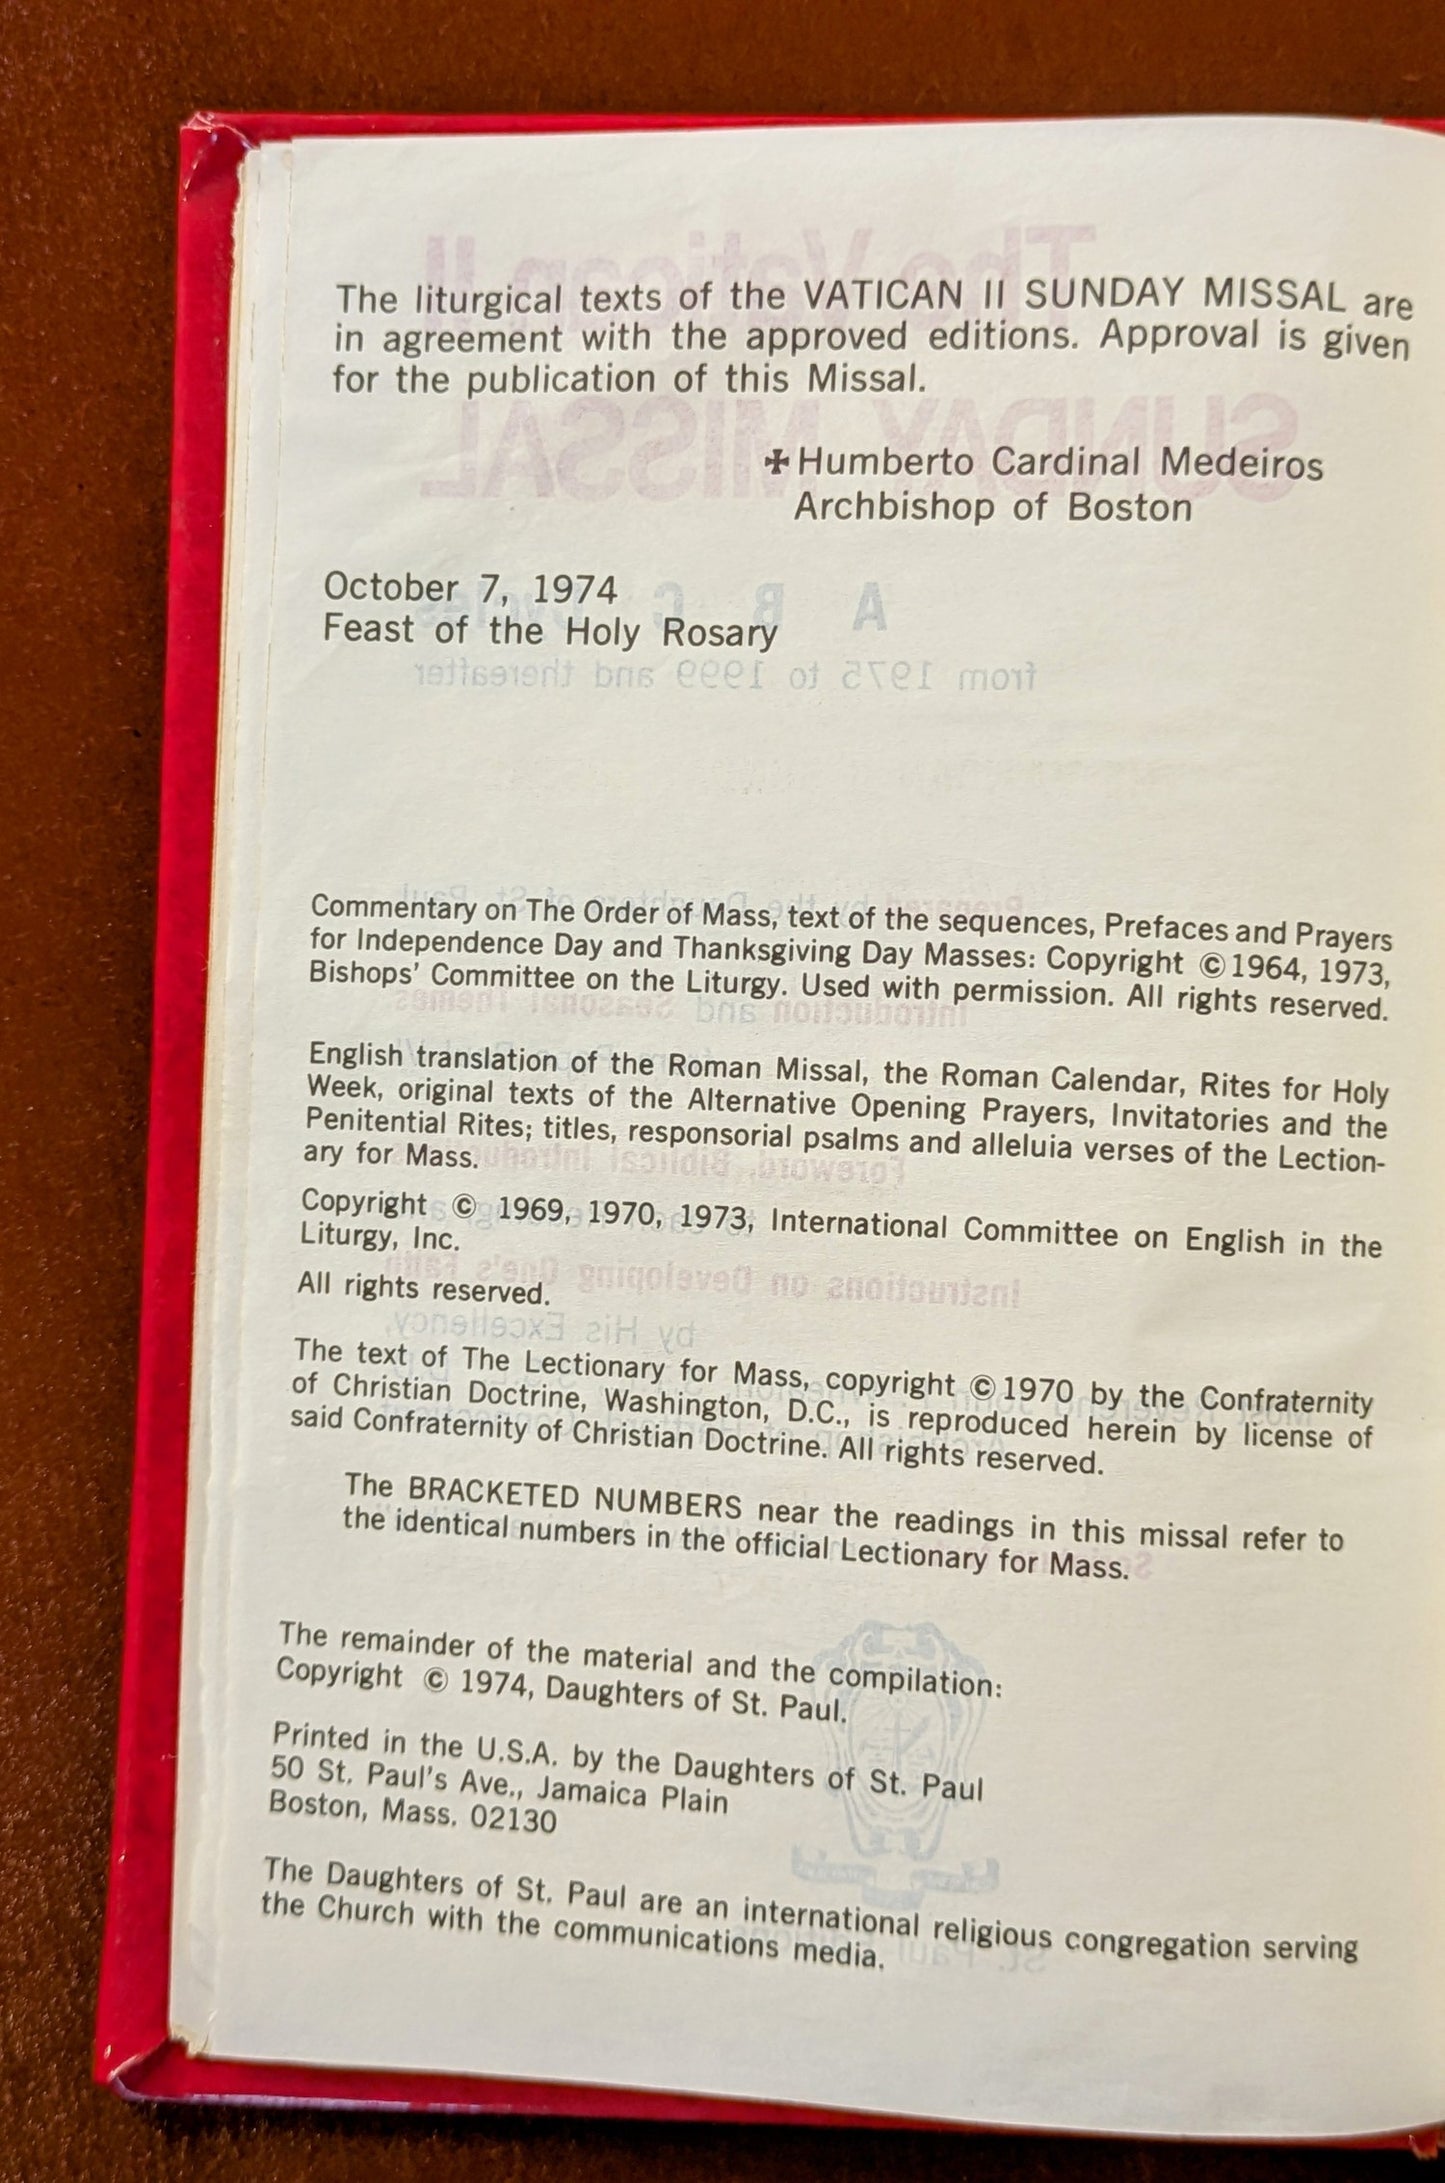 The liturgical texts of the VATICAN II SUNDAY MISSAL are
in agreement with the approved editions. Approval is given
for the publication of this Missal.
✠ Humberto Cardinal Medeiros
Archbishop of Boston
October 7, 1974
Feast of the Holy Rosary
Commentary on The Order of Mass, text of the sequences, Prefaces and Prayers
for Independence Day and Thanksgiving Day Masses: Copyright © 1964, 1973,
Bishops' Committee on the Liturgy. Used with permission. All rights reserved.
English translation of the Roman Missal, the Roman Calendar, Rites for Holy
Week, original texts of the Alternative Opening Prayers, Invitatories and the
Penitential Rites; titles, responsorial psalms and alleluia verses of the Lection-
ary for Mass.
Copyright © 1969, 1970, 1973, International Committee on English in the
Liturgy, Inc.
All rights reserved.
The text of The Lectionary for Mass, copyright © 1970 by the Confraternity
of Christian Doctrine, Washington, D.C., is reproduced herein by license of
said Confraternity of Christian Doctrine. All rights reserved.
The BRACKETED NUMBERS near the readings in this missal refer to
the identical numbers in the official Lectionary for Mass.
The remainder of the material and the compilation:
Copyright © 1974, Daughters of St. Paul.
Printed in the U.S.A. by the Daughters of St. Paul
50 St. Paul's Ave., Jamaica Plain
Boston, Mass. 02130
The Daughters of St. Paul are an international religious congregation serving
the Church with the communications media.